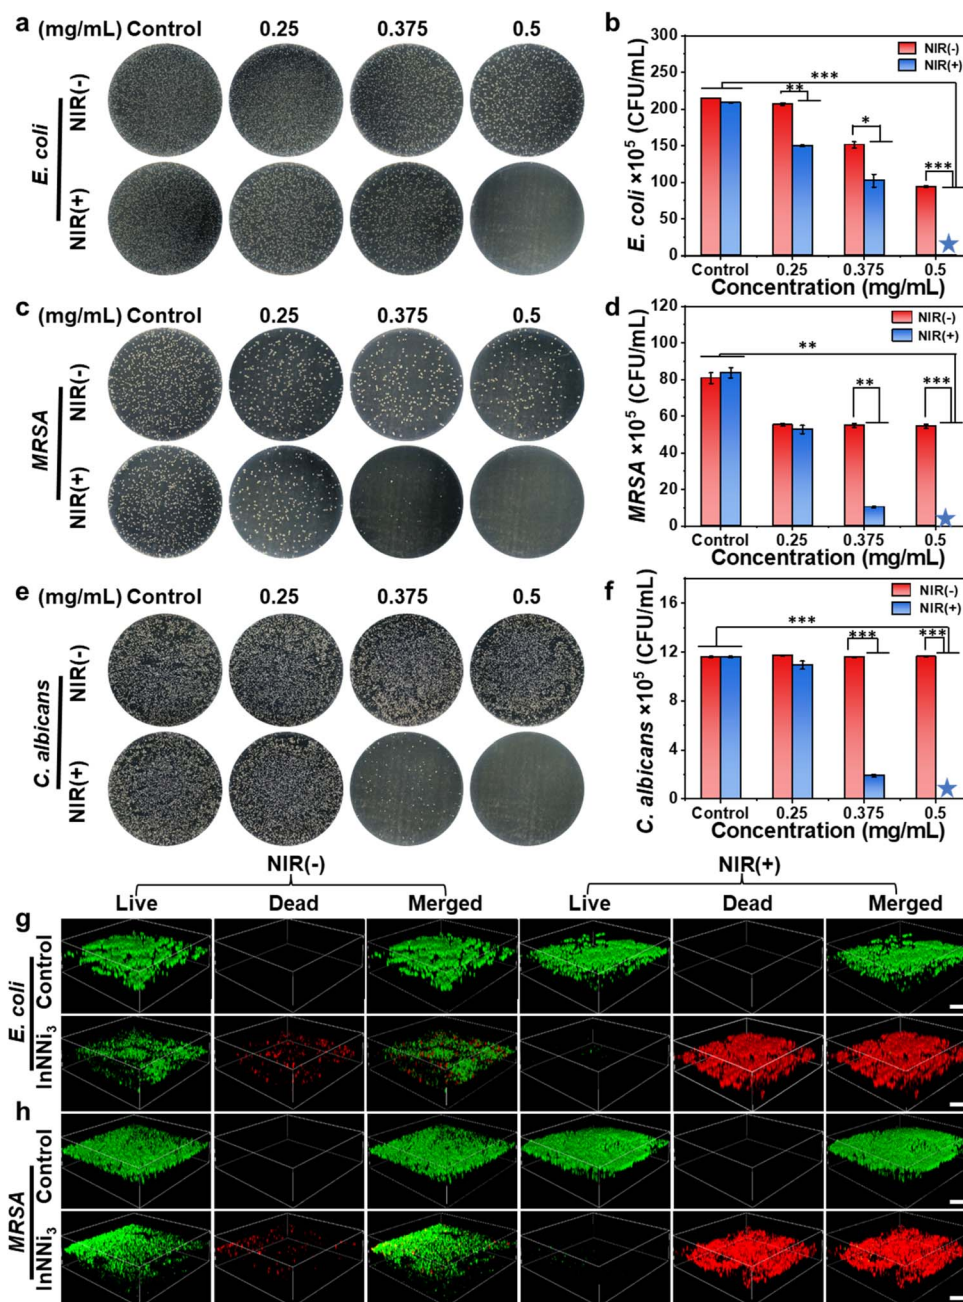 a (mg/mL) Control 0.25 0.375 0.5
E. coli
NIR(-)
NIR(+)
b
E. coli ×10⁵ (CFU/mL)
300
250
200
150
100
50
0
NIR(-)
NIR(+)
***
**
*
***
Control 0.25 0.375 0.5
Concentration (mg/mL)
c (mg/mL) Control 0.25 0.375 0.5
MRSA
NIR(-)
NIR(+)
d
MRSA ×10⁵ (CFU/mL)
120
100
80
60
40
20
0
NIR(-)
NIR(+)
**
**
***
Control 0.25 0.375 0.5
Concentration (mg/mL)
e (mg/mL) Control 0.25 0.375 0.5
C. albicans
NIR(-)
NIR(+)
f
C. albicans ×10⁵ (CFU/mL)
16
12
8
4
0
NIR(-)
NIR(+)
***
***
***
Control 0.25 0.375 0.5
Concentration (mg/mL)
NIR(-) NIR(+)
Live Dead Merged Live Dead Merged
g
E. coli
Control
InNNi₃
h
MRSA
Control
InNNi₃